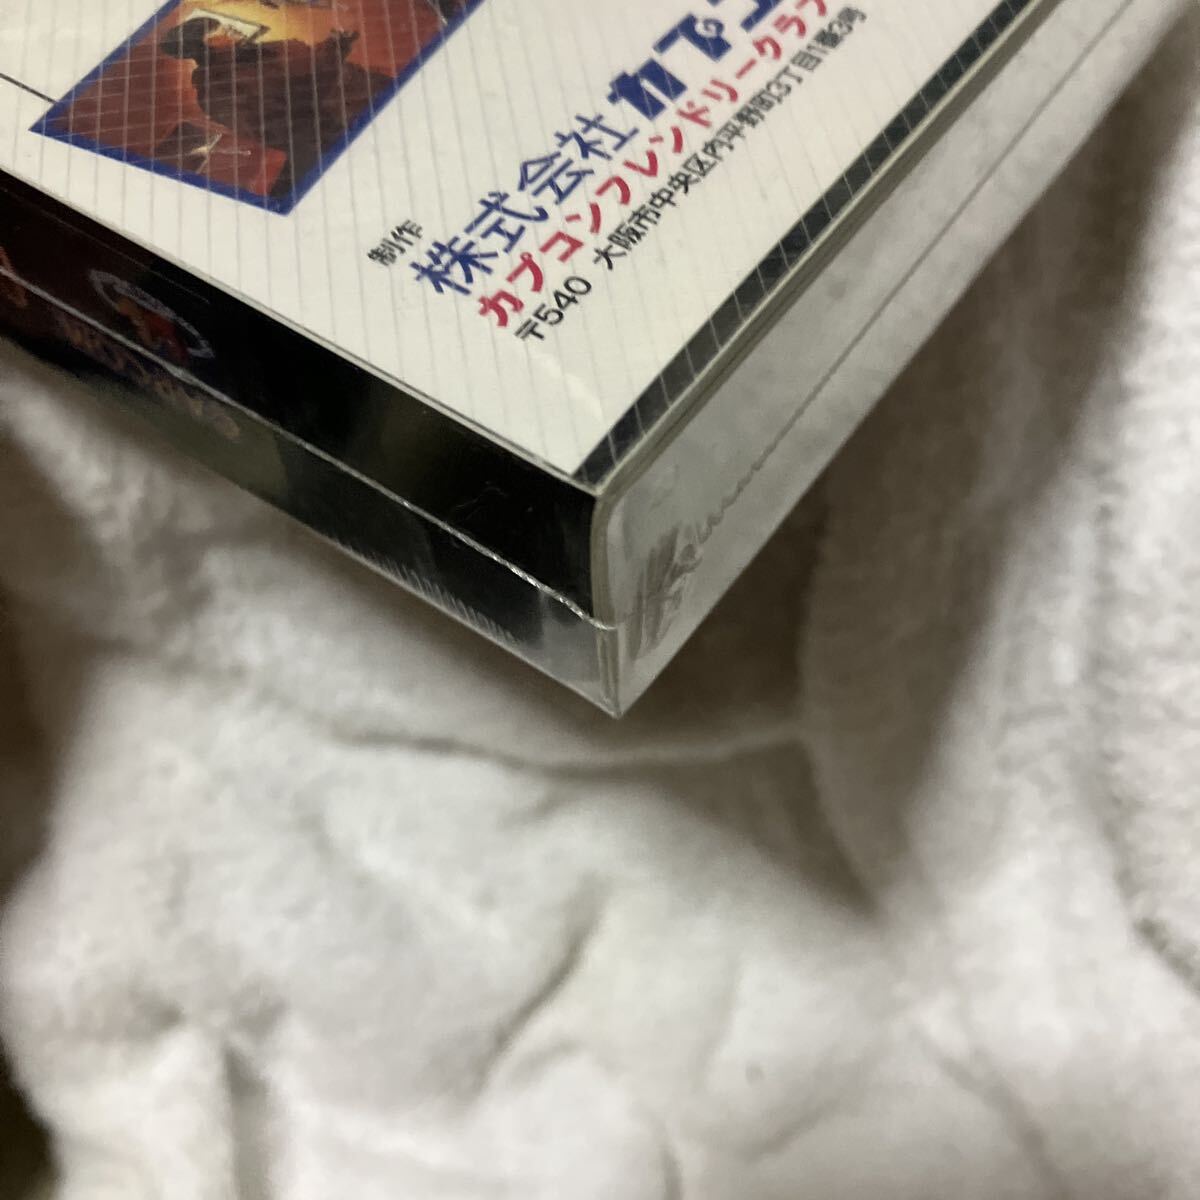 制作
株式会社カプコ
カプコンフレンドリークラブ
〒540 大阪市中央区内平野町3丁目1番3号